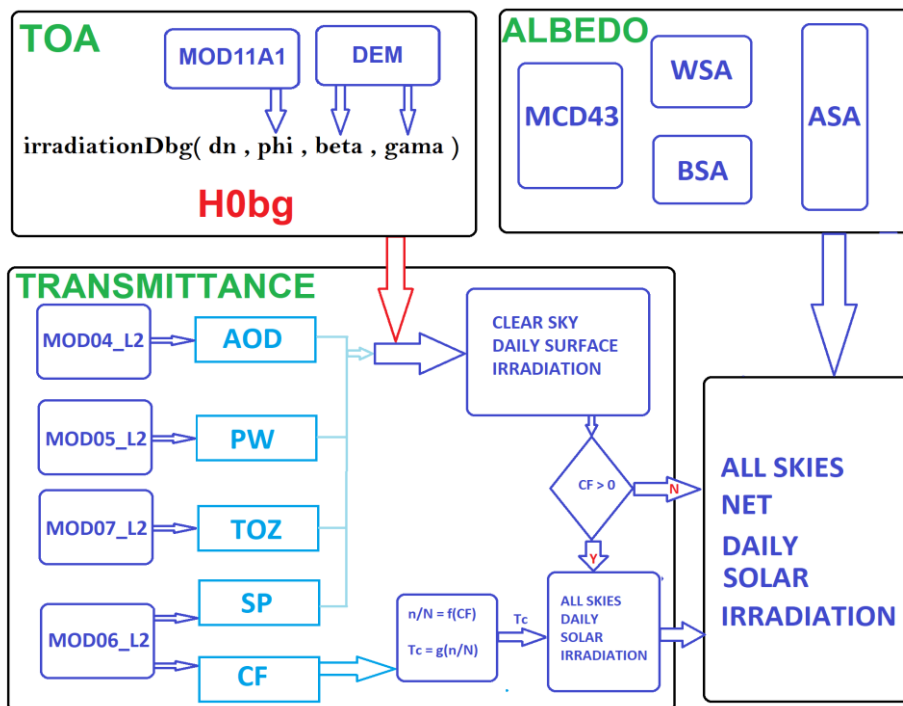 TOA
MOD11A1
DEM
irradiationDbg( dn , phi , beta , gama )
H0bg
ALBEDO
MCD43
WSA
BSA
ASA
TRANSMITTANCE
MOD04_L2
AOD
MOD05_L2
PW
MOD07_L2
TOZ
MOD06_L2
SP
CF
CLEAR SKY
DAILY SURFACE
IRRADIATION
CF > 0
N
Y
n/N = f(CF)
Tc = g(n/N)
Tc
ALL SKIES
DAILY
SOLAR
IRRADIATION
ALL SKIES
NET
DAILY
SOLAR
IRRADIATION